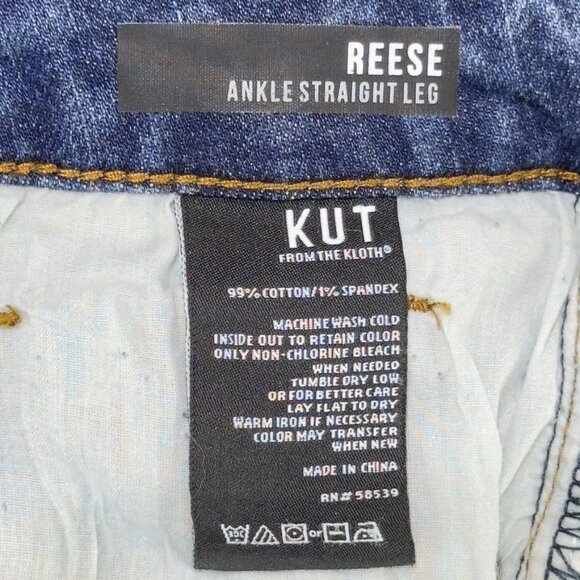 REESE
ANKLE STRAIGHT LEG
KUT
FROM THE KLOTH®
99% COTTON/1% SPANDEX
MACHINE WASH COLD
INSIDE OUT TO RETAIN COLOR
ONLY NON-CHLORINE BLEACH
WHEN NEEDED
TUMBLE DRY LOW
OR FOR BETTER CARE
LAY FLAT TO DRY
WARM IRON IF NECESSARY
COLOR MAY TRANSFER
WHEN NEW
MADE IN CHINA
RN# 58539
or